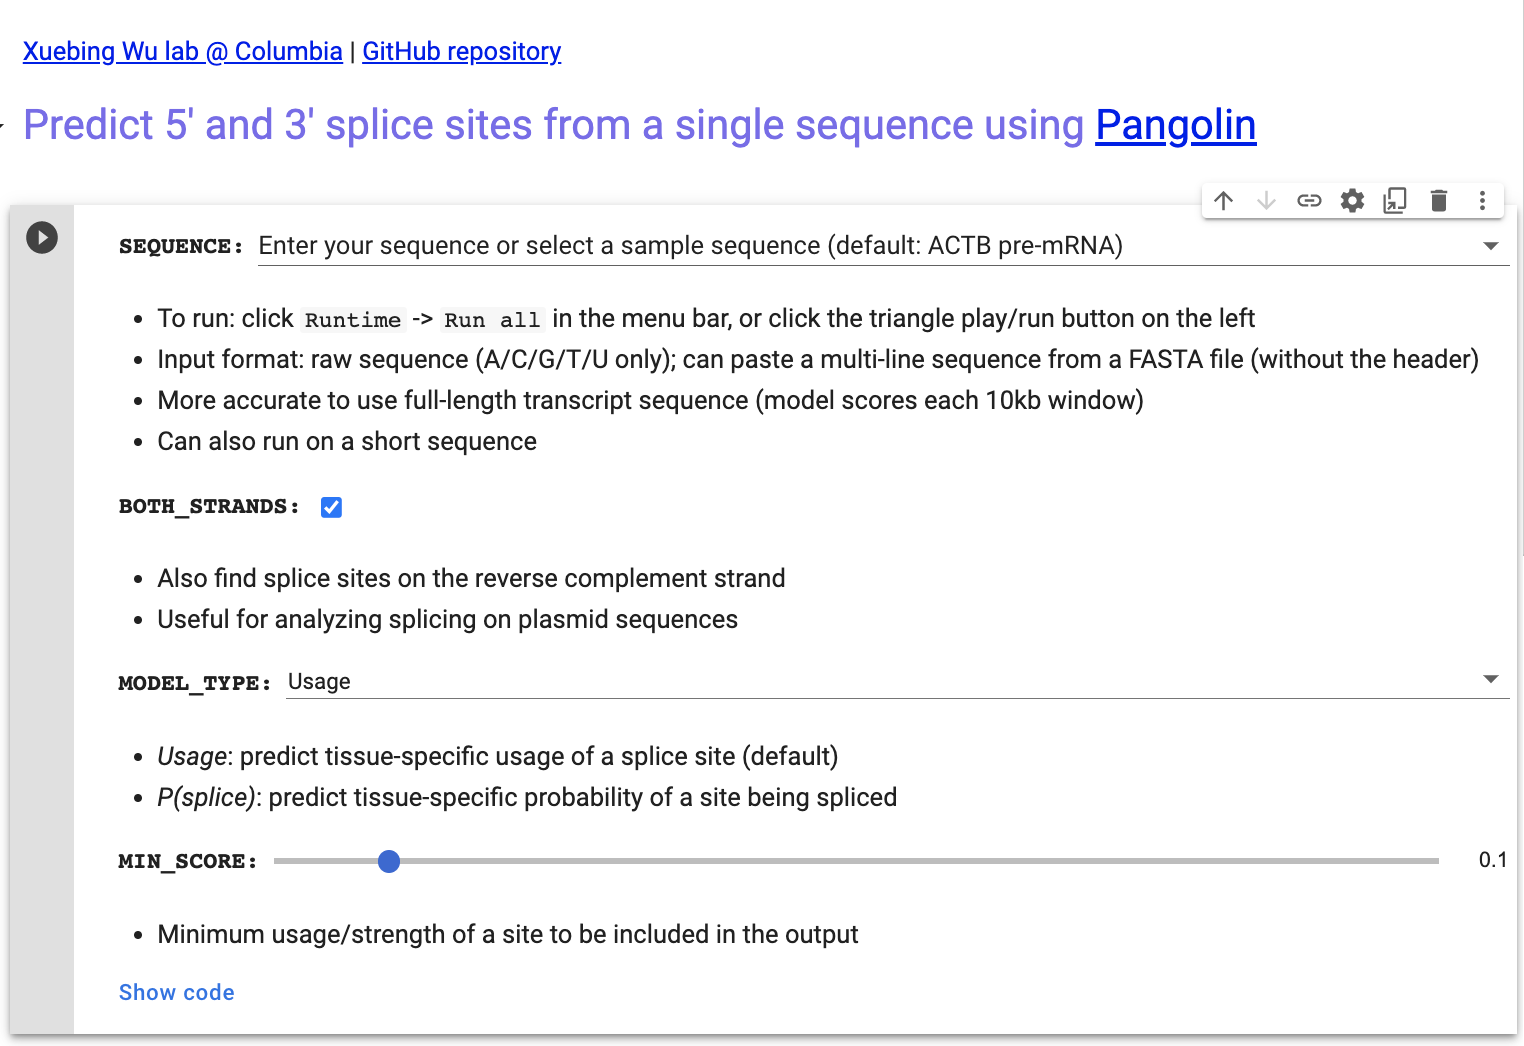 Xuebing Wu lab @ Columbia | GitHub repository
Predict 5' and 3' splice sites from a single sequence using Pangolin
SEQUENCE: Enter your sequence or select a sample sequence (default: ACTB pre-mRNA)
• To run: click Runtime -> Run all in the menu bar, or click the triangle play/run button on the left
• Input format: raw sequence (A/C/G/T/U only); can paste a multi-line sequence from a FASTA file (without the header)
• More accurate to use full-length transcript sequence (model scores each 10kb window)
• Can also run on a short sequence
BOTH_STRANDS:
• Also find splice sites on the reverse complement strand
• Useful for analyzing splicing on plasmid sequences
MODEL_TYPE: Usage
• Usage: predict tissue-specific usage of a splice site (default)
• P(splice): predict tissue-specific probability of a site being spliced
MIN_SCORE: 0.1
• Minimum usage/strength of a site to be included in the output
Show code